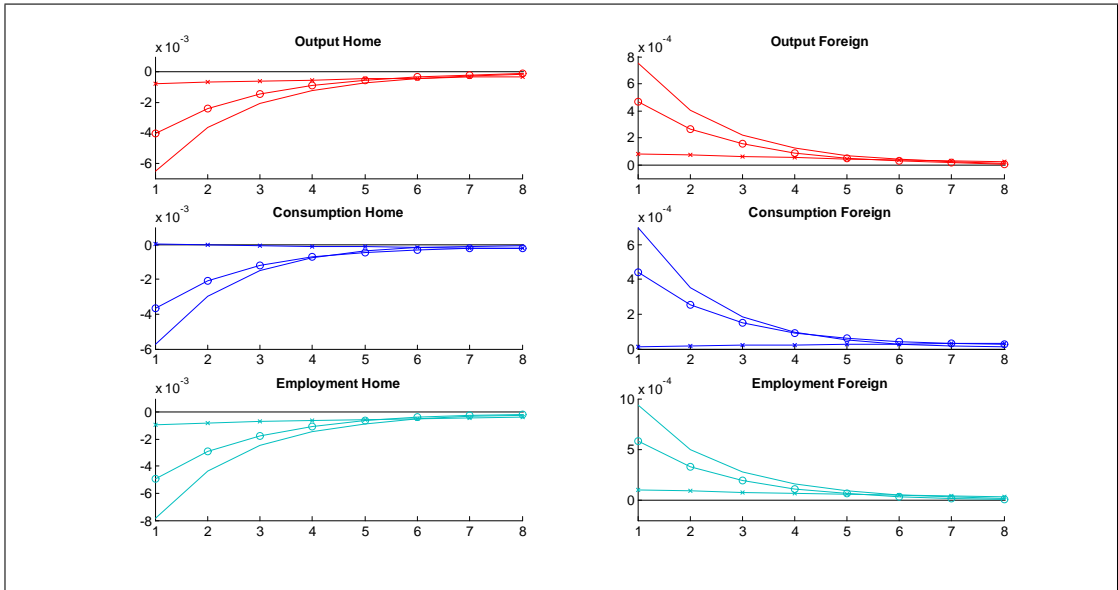 Output Home
x 10⁻³
0
-2
-4
-6
1 2 3 4 5 6 7 8
Output Foreign
x 10⁻⁴
8
6
4
2
0
1 2 3 4 5 6 7 8
Consumption Home
x 10⁻³
0
-2
-4
-6
1 2 3 4 5 6 7 8
Consumption Foreign
x 10⁻⁴
6
4
2
0
1 2 3 4 5 6 7 8
Employment Home
x 10⁻³
0
-2
-4
-6
-8
1 2 3 4 5 6 7 8
Employment Foreign
x 10⁻⁴
10
5
0
1 2 3 4 5 6 7 8